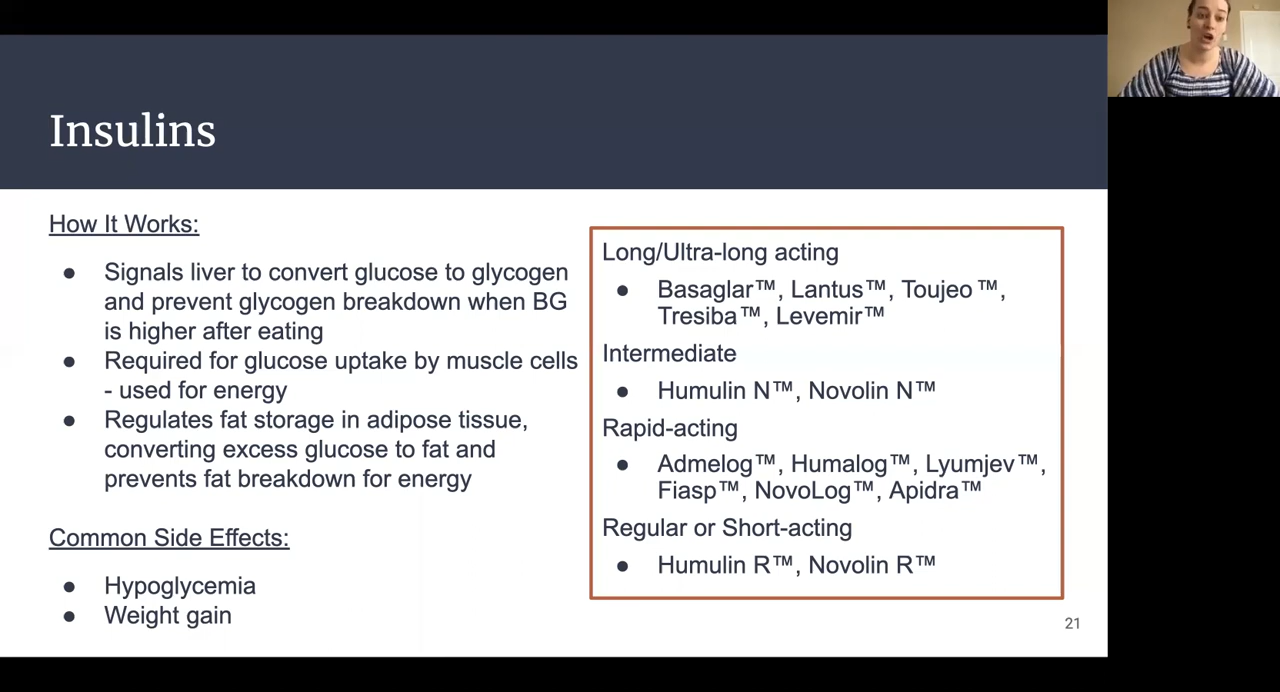 Insulins
How It Works:
● Signals liver to convert glucose to glycogen
and prevent glycogen breakdown when BG
is higher after eating
● Required for glucose uptake by muscle cells
- used for energy
● Regulates fat storage in adipose tissue,
converting excess glucose to fat and
prevents fat breakdown for energy
Common Side Effects:
● Hypoglycemia
● Weight gain
Long/Ultra-long acting
● Basaglar™, Lantus™, Toujeo ™,
Tresiba™, Levemir™
Intermediate
● Humulin N™, Novolin N™
Rapid-acting
● Admelog™, Humalog™, Lyumjev™,
Fiasp™, NovoLog™, Apidra™
Regular or Short-acting
● Humulin R™, Novolin R™
21